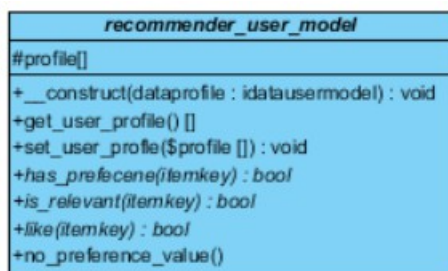 recommender_user_model
#profile[]
+__construct(dataprofile : idatausermodel) : void
+get_user_profile() []
+set_user_profle($profile []) : void
+has_prefecene(itemkey) : bool
+is_relevant(itemkey) : bool
+like(itemkey) : bool
+no_preference_value()